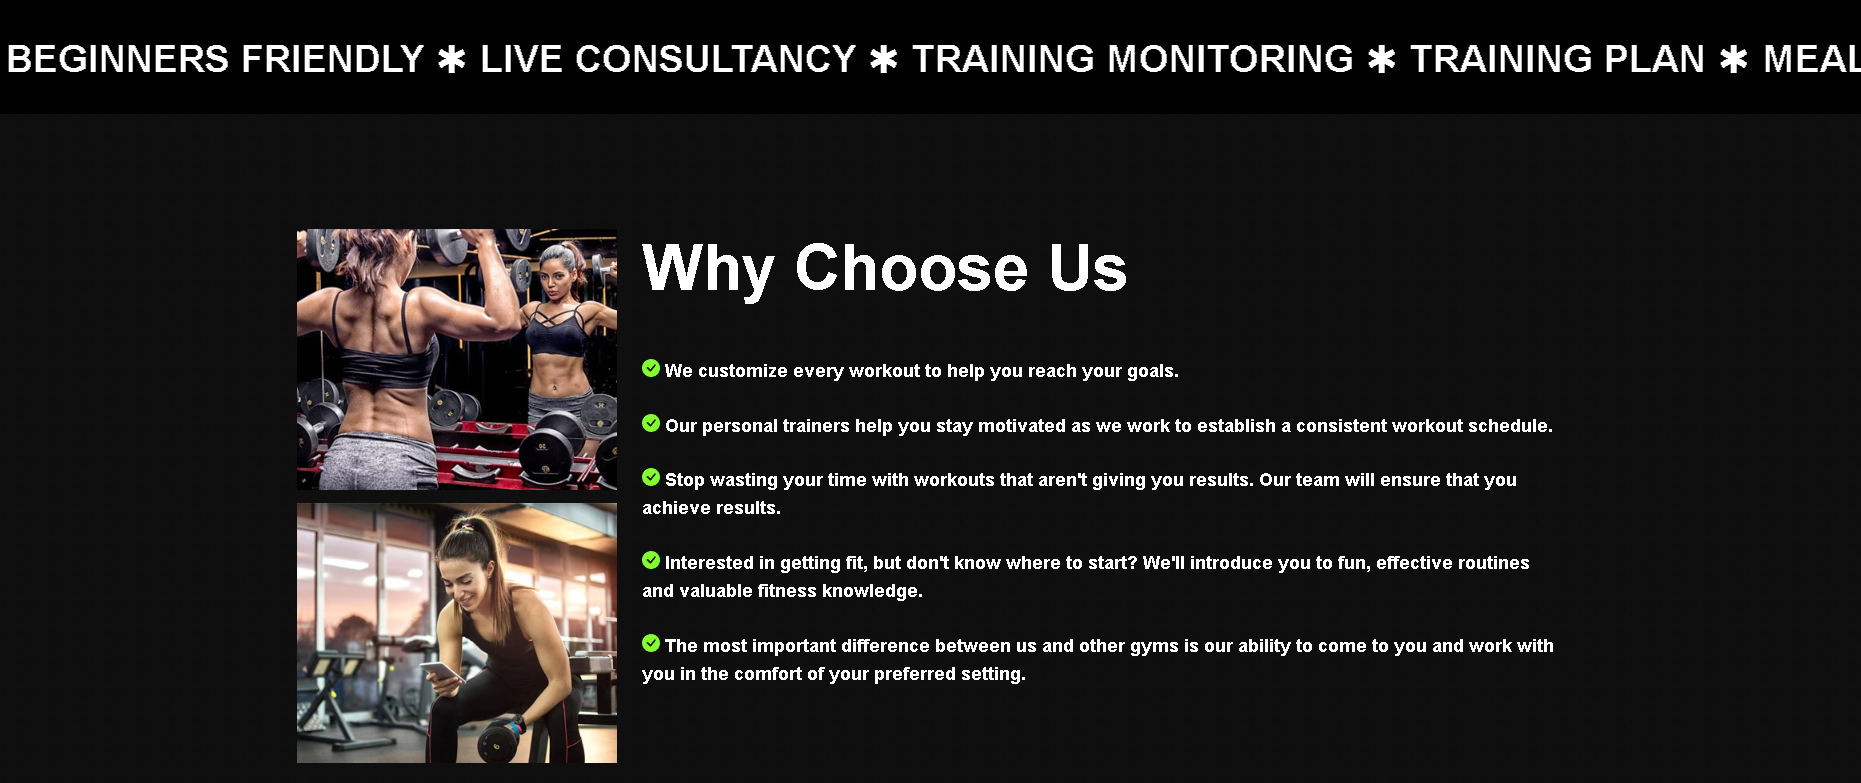 BEGINNERS FRIENDLY ✱ LIVE CONSULTANCY ✱ TRAINING MONITORING ✱ TRAINING PLAN ✱ MEAL
Why Choose Us
We customize every workout to help you reach your goals.
Our personal trainers help you stay motivated as we work to establish a consistent workout schedule.
Stop wasting your time with workouts that aren't giving you results. Our team will ensure that you
achieve results.
Interested in getting fit, but don't know where to start? We'll introduce you to fun, effective routines
and valuable fitness knowledge.
The most important difference between us and other gyms is our ability to come to you and work with
you in the comfort of your preferred setting.